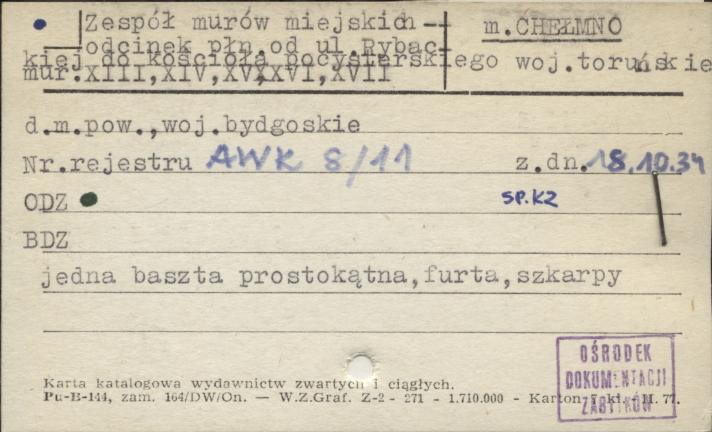 Zespół murów miejskich - m.CHEŁMNO
odcinek płn.od ul.Rybac
kiej do kościoła pocysterskiego woj.toruńskie
mur.XIII,XIV,XV,XVI,XVII
d.m.pow.,woj.bydgoskie
Nr.rejestru AWK 8/11 z.dn.18.10.34
ODZ SP.KZ
BDZ
jedna baszta prostokątna,furta,szkarpy
OŚRODEK
DOKUMENTACJI
ZABYTKÓW
Karta katalogowa wydawnictw zwartych i ciągłych.
Pu-B-144, zam. 164/DW/On. — W.Z.Graf. Z-2 - 271 - 1.710.000 - Karton 7 kl. - H. 77.